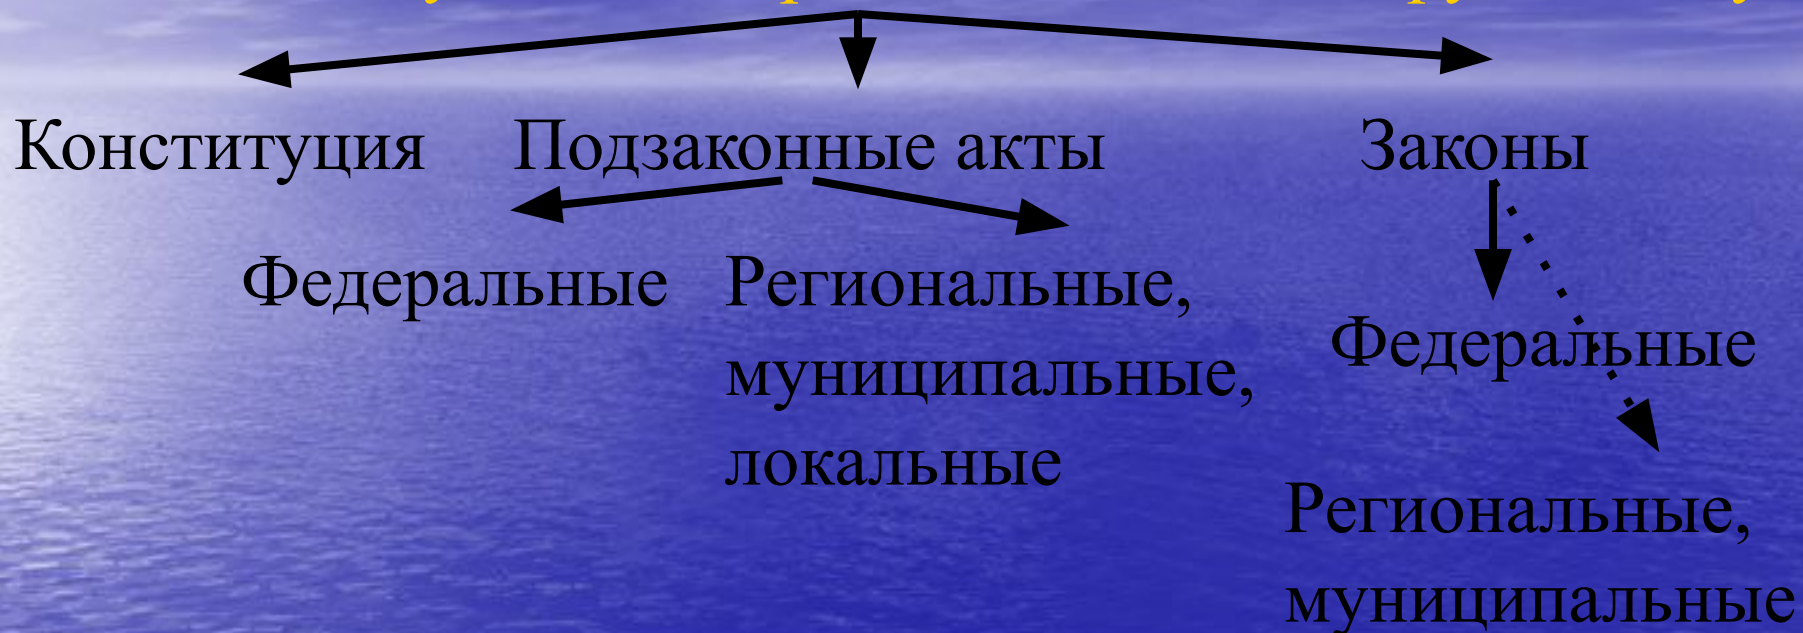 Конституция Подзаконные акты Законы
Федеральные
Региональные,
муниципальные,
локальные
Федеральные
Региональные,
муниципальные